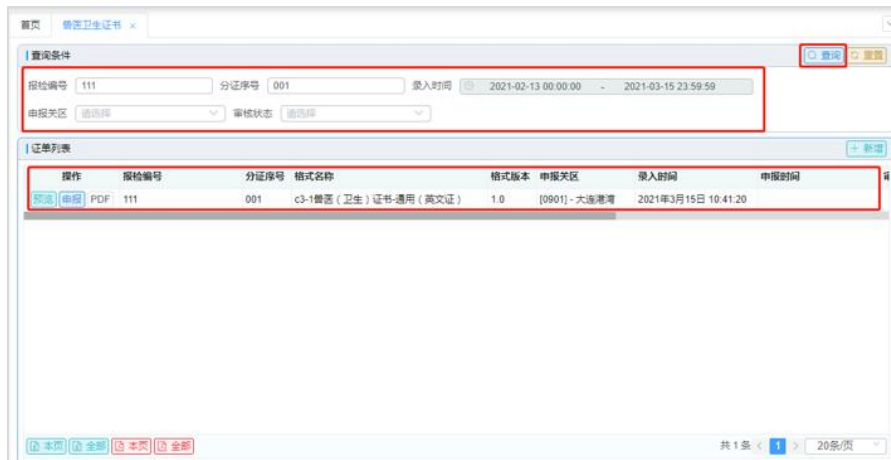 首页 兽医卫生证书 ×
查询条件 查询 重置
报检编号 111 分证序号 001 录入时间 2021-02-13 00:00:00 - 2021-03-15 23:59:59
申报关区 请选择 审核状态 请选择
证单列表 + 新增
操作 报检编号 分证序号 格式名称 格式版本 申报关区 录入时间 申报时间
预览 申报 PDF 111 001 c3-1兽医（卫生）证书-通用（英文证） 1.0 [0901] - 大连港湾 2021年3月15日 10:41:20
本页 全部 本页 全部 共 1 条 < 1 > 20条/页